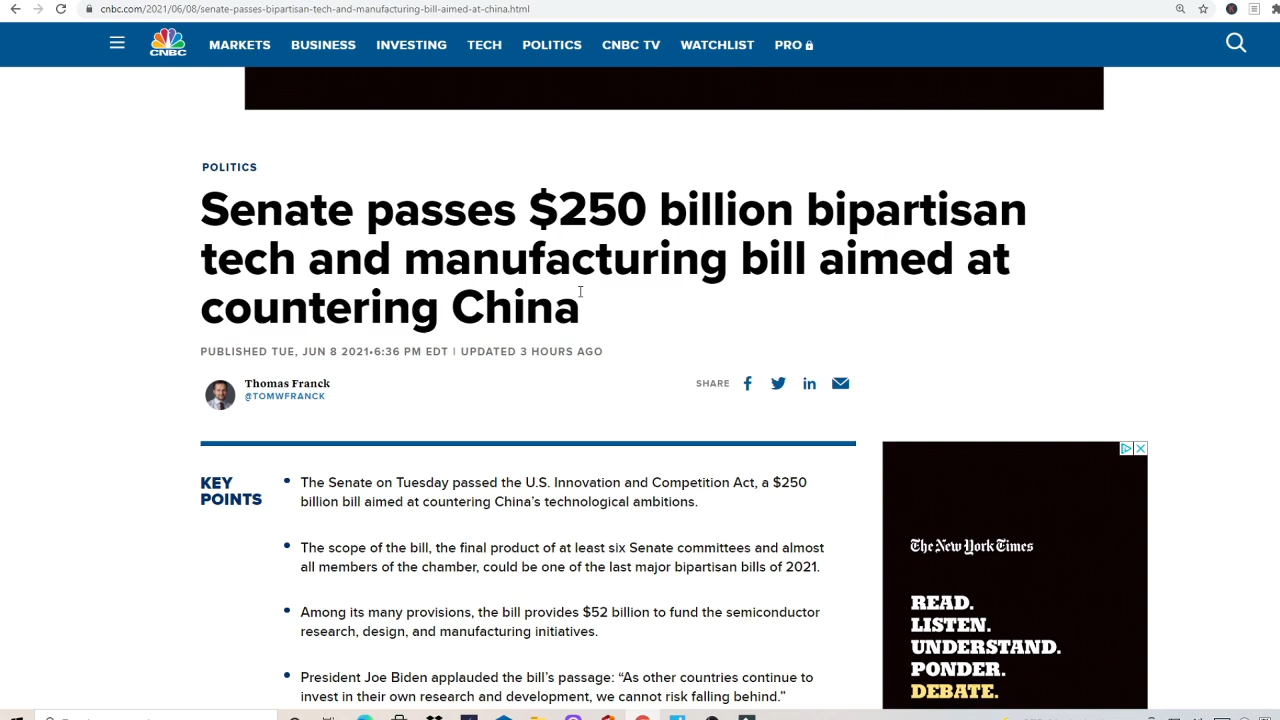 cnbc.com/2021/06/08/senate-passes-bipartisan-tech-and-manufacturing-bill-aimed-at-china.html
CNBC MARKETS BUSINESS INVESTING TECH POLITICS CNBC TV WATCHLIST PRO
POLITICS
Senate passes $250 billion bipartisan
tech and manufacturing bill aimed at
countering China
PUBLISHED TUE, JUN 8 2021•6:36 PM EDT | UPDATED 3 HOURS AGO
Thomas Franck
@TOMWFRANCK
SHARE
KEY
POINTS
The Senate on Tuesday passed the U.S. Innovation and Competition Act, a $250
billion bill aimed at countering China’s technological ambitions.
The scope of the bill, the final product of at least six Senate committees and almost
all members of the chamber, could be one of the last major bipartisan bills of 2021.
Among its many provisions, the bill provides $52 billion to fund the semiconductor
research, design, and manufacturing initiatives.
President Joe Biden applauded the bill’s passage: “As other countries continue to
invest in their own research and development, we cannot risk falling behind.”
The New York Times
READ.
LISTEN.
UNDERSTAND.
PONDER.
DEBATE.